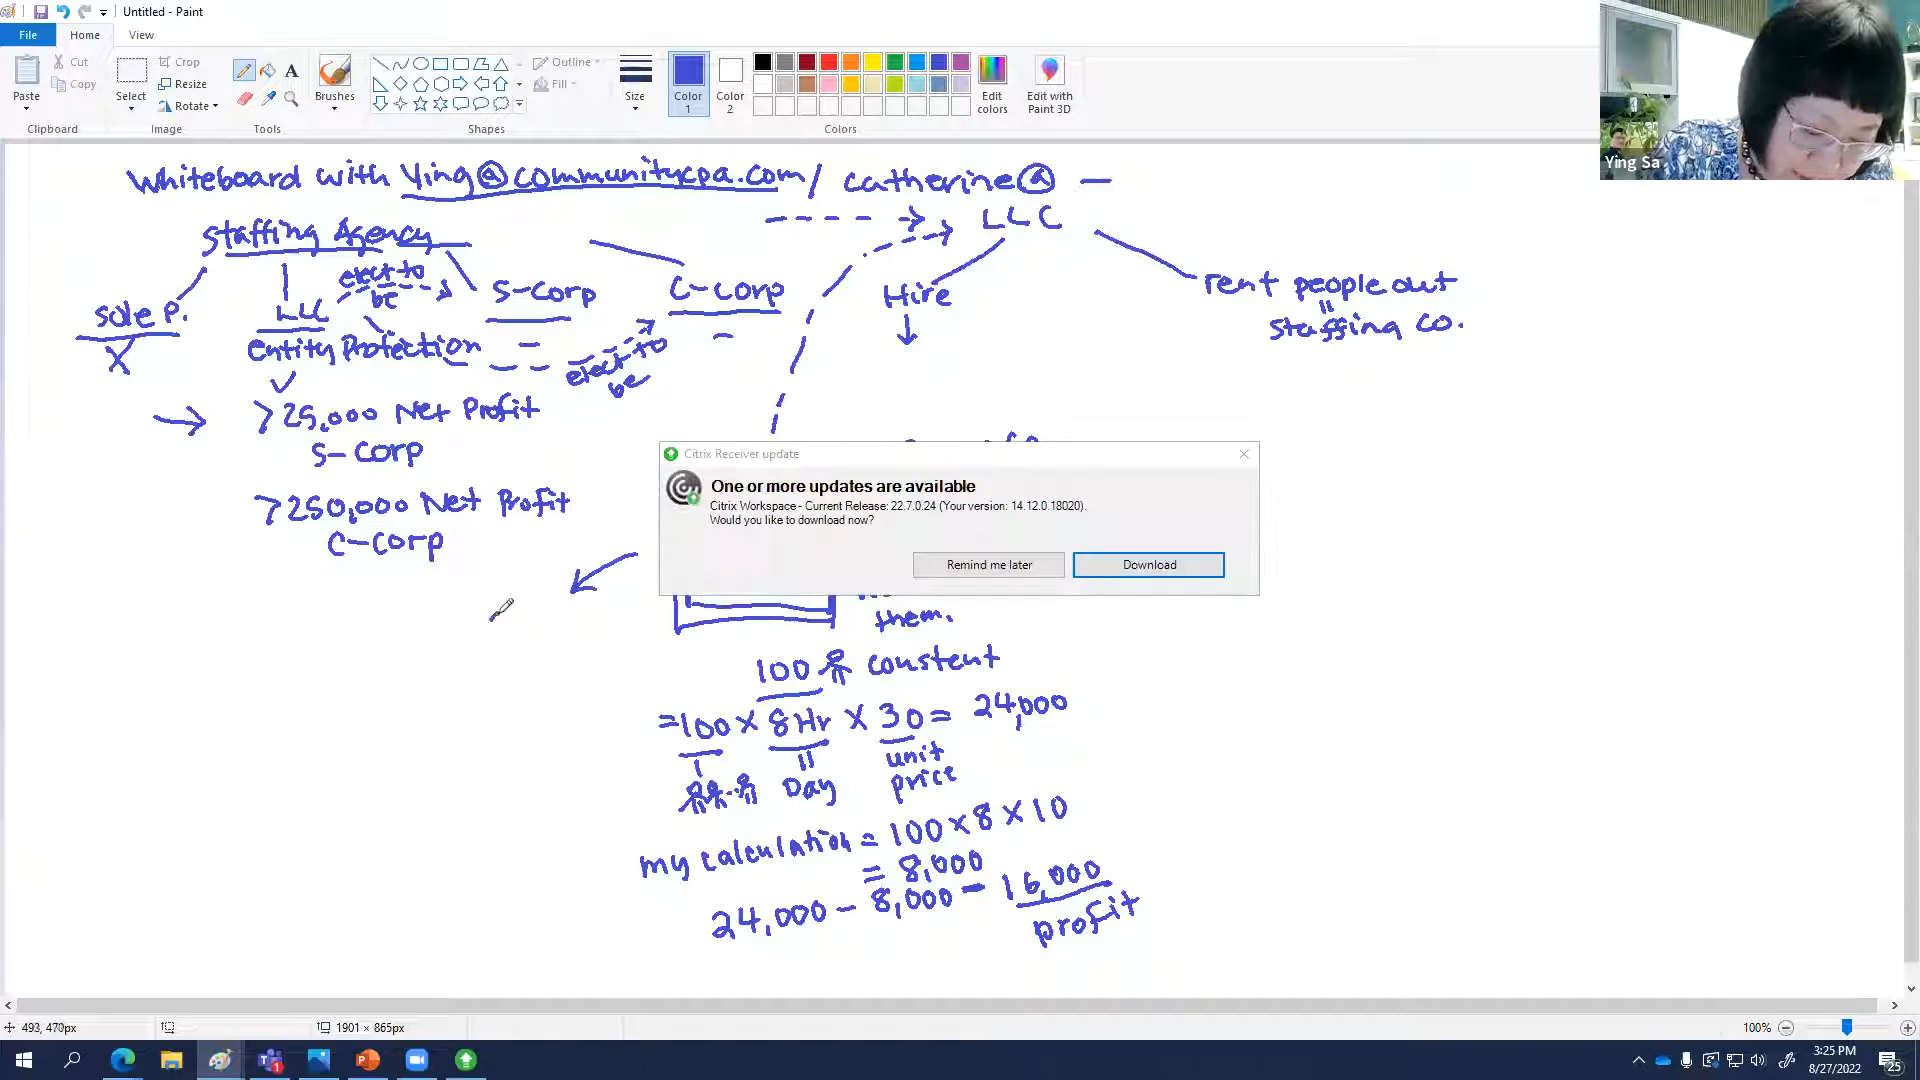 Untitled - Paint
File Home View
Paste
Cut
Copy
Clipboard
Select
Crop
Resize
Rotate
Image
Tools
Brushes
Outline
Fill
Shapes
Size
Color 1
Color 2
Colors
Edit colors
Edit with Paint 3D
Ying Sa
Whiteboard with Ying@communitycpa.com / catherine@ —
Staffing Agency
LLC
sole P.
X
LLC
elect to be
S-corp
C-corp
Hire
rent people out
staffing co.
Entity Protection
elect to be
>25,000 Net Profit
S-corp
>250,000 Net Profit
C-corp
Citrix Receiver update
One or more updates are available
Citrix Workspace - Current Release: 22.7.0.24 (Your version: 14.12.0.18020).
Would you like to download now?
Remind me later
Download
them.
100 constent
=100 x 8Hr x 30 = 24,000
Day
unit price
my calculation = 100 x 8 x 10
= 8,000
24,000 - 8,000 - 16,000
profit
493, 470px
1901 × 865px
100%
3:25 PM
8/27/2022
25
1